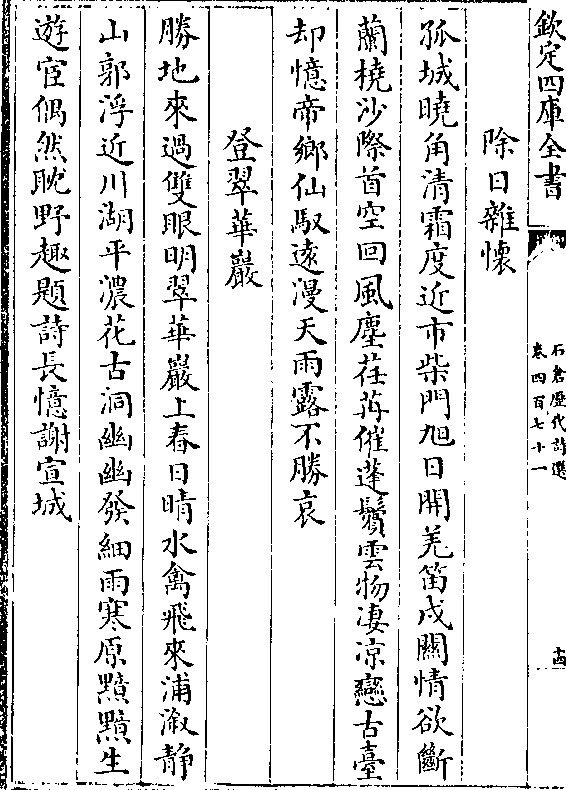 欽定四庫全書
石倉歷代詩選
卷四百七十一
十四
除日雜懷
孤城曉角清霜度近市柴門旭日開羌笛戍關情欲斷
蘭橈沙際首空回風塵荏苒催蓬鬢雲物凄凉戀古臺
却憶帝鄉仙馭遠漫天雨露不勝哀
登翠華巖
勝地來過雙眼明翠華巖上春日晴水禽飛來浦溆靜
山郭浮近川湖平濃花古洞幽幽發細雨寒原黯黯生
遊宦偶然耽野趣題詩長憶謝宣城